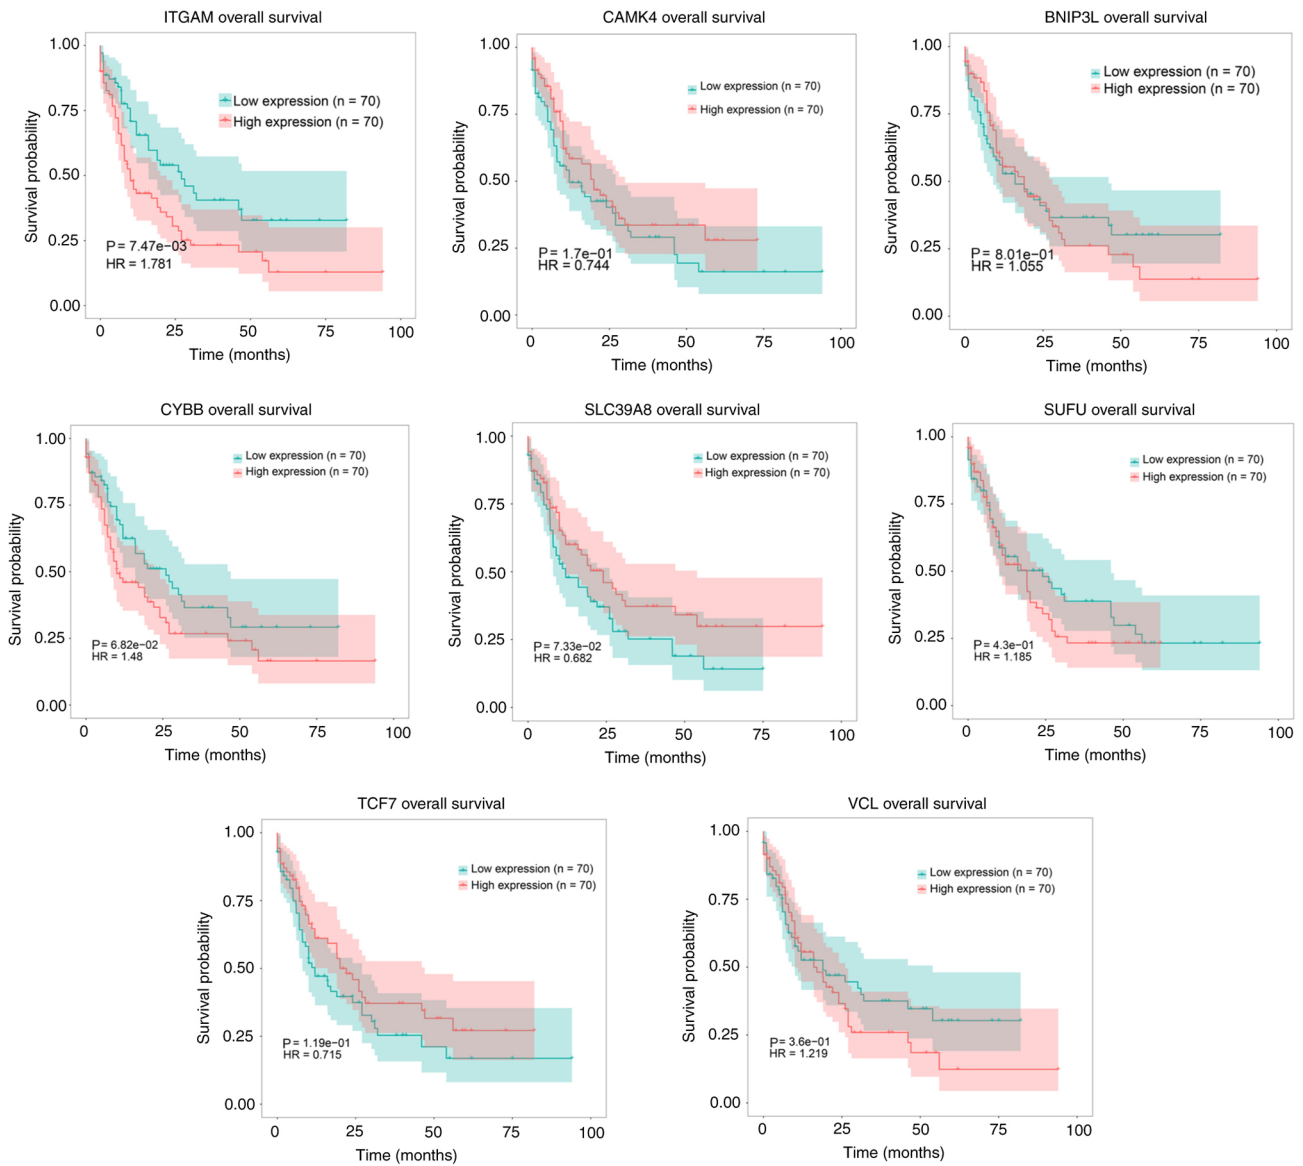 ITGAM overall survival
1.00
0.75
0.50
0.25
0.00
Survival probability
Low expression (n = 70)
High expression (n = 70)
P = 7.47e−03
HR = 1.781
0 25 50 75 100
Time (months)
CAMK4 overall survival
1.00
0.75
0.50
0.25
0.00
Survival probability
Low expression (n = 70)
High expression (n = 70)
P = 1.7e−01
HR = 0.744
0 25 50 75 100
Time (months)
BNIP3L overall survival
1.00
0.75
0.50
0.25
0.00
Survival probability
Low expression (n = 70)
High expression (n = 70)
P = 8.01e−01
HR = 1.055
0 25 50 75 100
Time (months)
CYBB overall survival
1.00
0.75
0.50
0.25
0.00
Survival probability
Low expression (n = 70)
High expression (n = 70)
P = 6.82e−02
HR = 1.48
0 25 50 75 100
Time (months)
SLC39A8 overall survival
1.00
0.75
0.50
0.25
0.00
Survival probability
Low expression (n = 70)
High expression (n = 70)
P = 7.33e−02
HR = 0.682
0 25 50 75 100
Time (months)
SUFU overall survival
1.00
0.75
0.50
0.25
0.00
Survival probability
Low expression (n = 70)
High expression (n = 70)
P = 4.3e−01
HR = 1.185
0 25 50 75 100
Time (months)
TCF7 overall survival
1.00
0.75
0.50
0.25
0.00
Survival probability
Low expression (n = 70)
High expression (n = 70)
P = 1.19e−01
HR = 0.715
0 25 50 75 100
Time (months)
VCL overall survival
1.00
0.75
0.50
0.25
0.00
Survival probability
Low expression (n = 70)
High expression (n = 70)
P = 3.6e−01
HR = 1.219
0 25 50 75 100
Time (months)